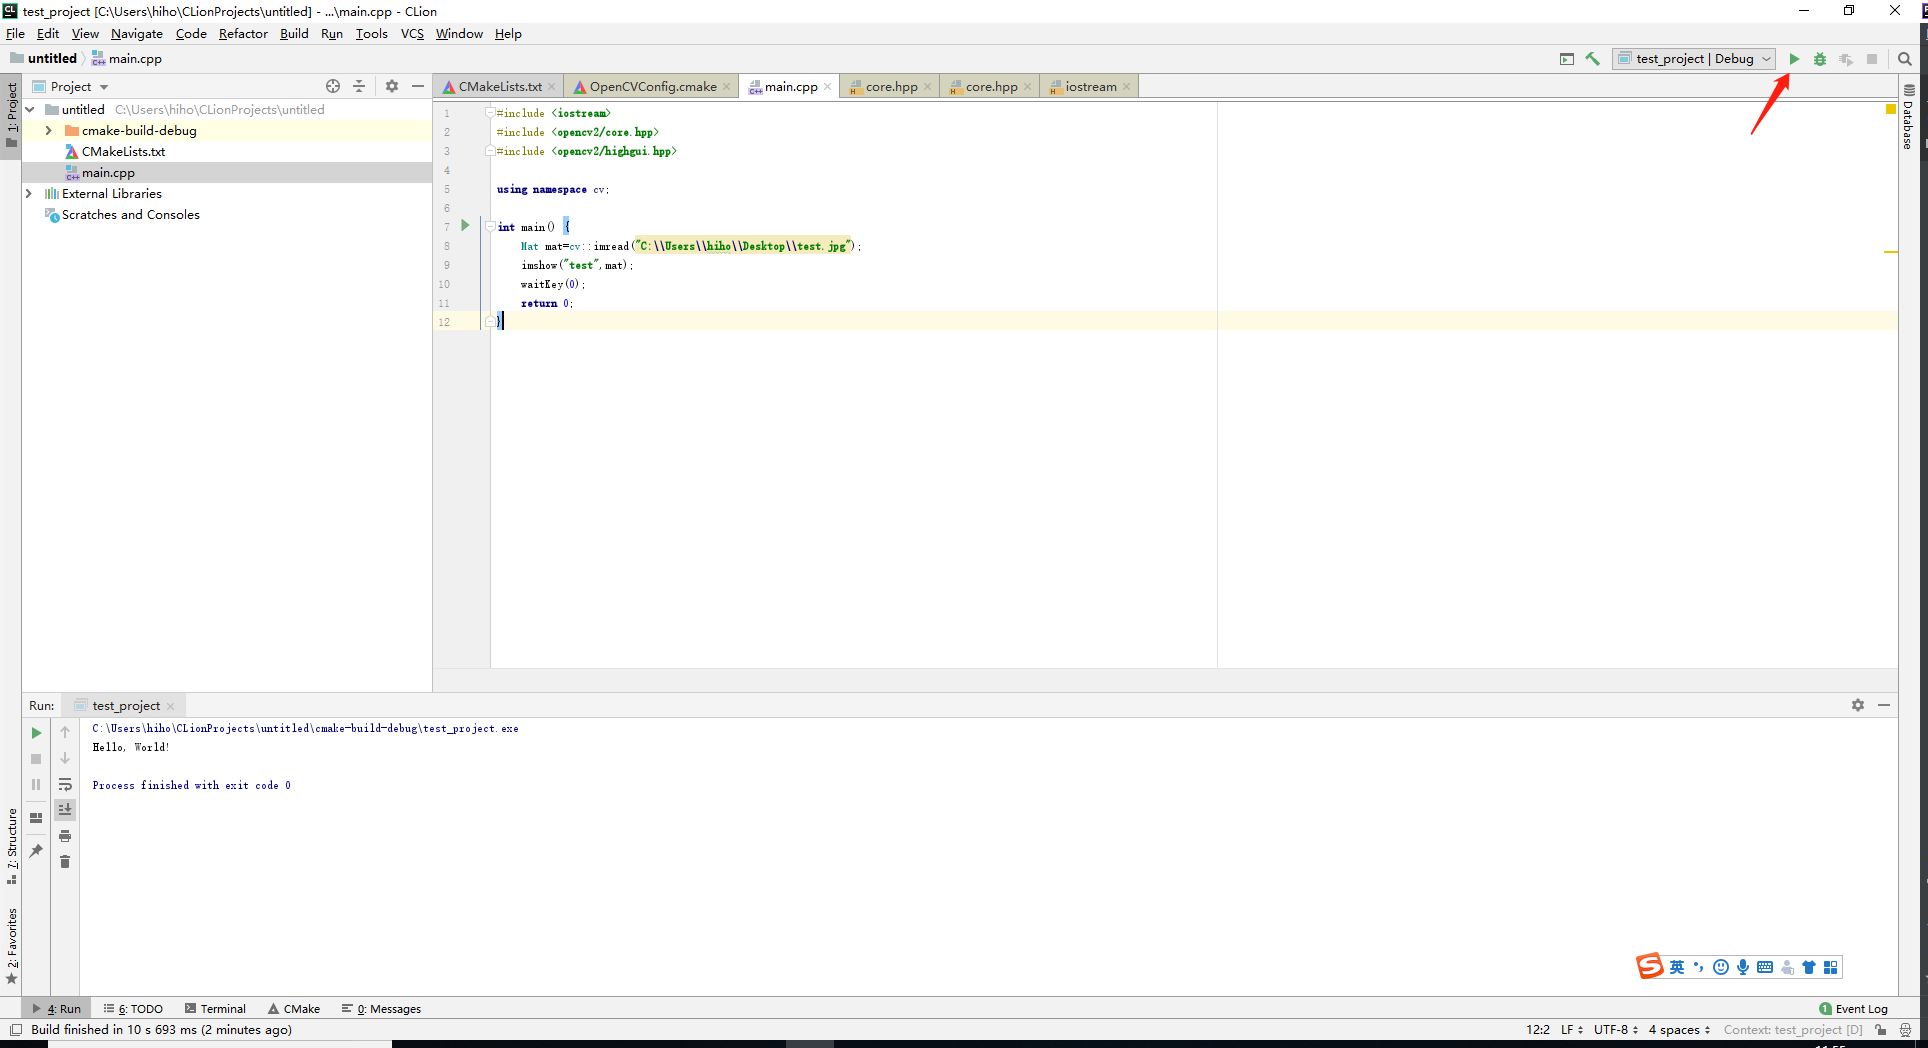 test_project [C:\Users\hiho\CLionProjects\untitled] - ...\main.cpp - CLion
File Edit View Navigate Code Refactor Build Run Tools VCS Window Help
untitled main.cpp
test_project | Debug
1: Project
Project
untitled C:\Users\hiho\CLionProjects\untitled
cmake-build-debug
CMakeLists.txt
main.cpp
External Libraries
Scratches and Consoles
CMakeLists.txt OpenCVConfig.cmake main.cpp core.hpp core.hpp iostream
1 #include <iostream>
2 #include <opencv2/core.hpp>
3 #include <opencv2/highgui.hpp>
4
5 using namespace cv;
6
7 int main() {
8 Mat mat=cv::imread("C:\\Users\\hiho\\Desktop\\test.jpg");
9 imshow("test",mat);
10 waitKey(0);
11 return 0;
12 }
Database
Run: test_project
C:\Users\hiho\CLionProjects\untitled\cmake-build-debug\test_project.exe
Hello, World!
Process finished with exit code 0
7: Structure
2: Favorites
英
4: Run 6: TODO Terminal CMake 0: Messages
1 Event Log
Build finished in 10 s 693 ms (2 minutes ago)
12:2 LF UTF-8 4 spaces Context: test_project [D]